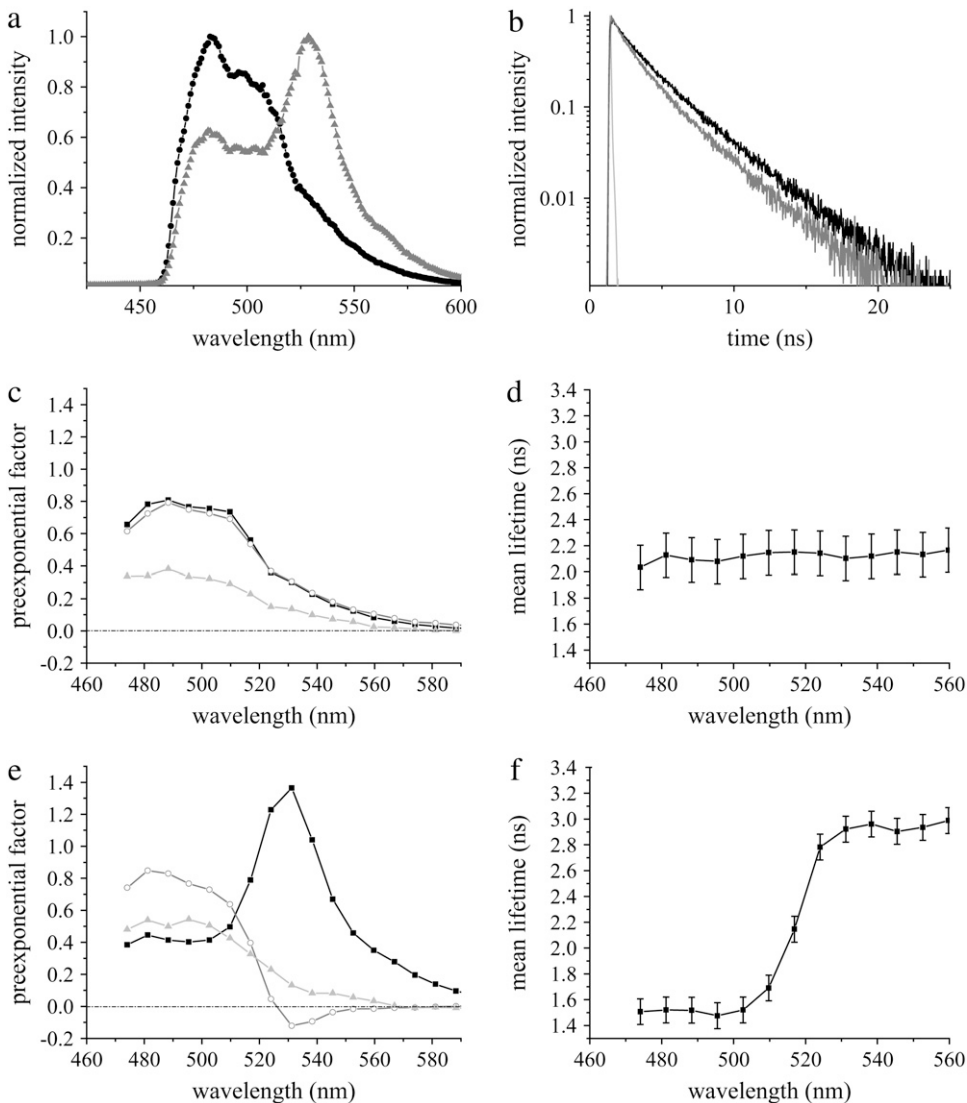 a
normalized intensity
1.0
0.8
0.6
0.4
0.2
450 500 550 600
wavelength (nm)
b
normalized intensity
1
0.1
0.01
0 10 20
time (ns)
c
preexponential factor
1.4
1.2
1.0
0.8
0.6
0.4
0.2
0.0
-0.2
460 480 500 520 540 560 580
wavelength (nm)
d
mean lifetime (ns)
3.4
3.2
3.0
2.8
2.6
2.4
2.2
2.0
1.8
1.6
1.4
460 480 500 520 540 560
wavelength (nm)
e
preexponential factor
1.4
1.2
1.0
0.8
0.6
0.4
0.2
0.0
-0.2
460 480 500 520 540 560 580
wavelength (nm)
f
mean lifetime (ns)
3.4
3.2
3.0
2.8
2.6
2.4
2.2
2.0
1.8
1.6
1.4
460 480 500 520 540 560
wavelength (nm)